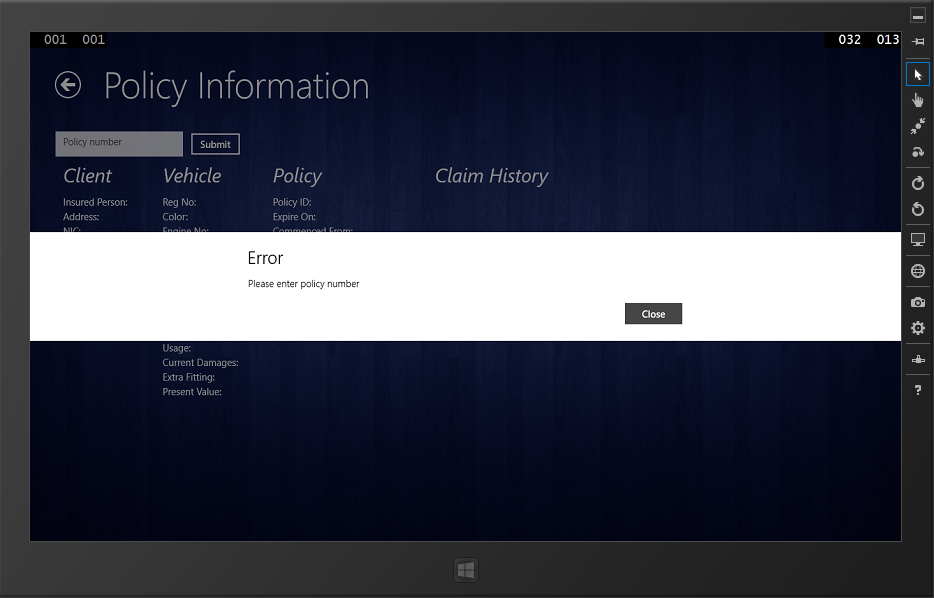 001 001 032 013
Policy Information
Policy number Submit
Client Vehicle Policy Claim History
Insured Person: Reg No: Policy ID:
Address: Color: Expire On:
NIC: Engine No: Commenced From:
Error
Please enter policy number
Close
Usage:
Current Damages:
Extra Fitting:
Present Value:
?